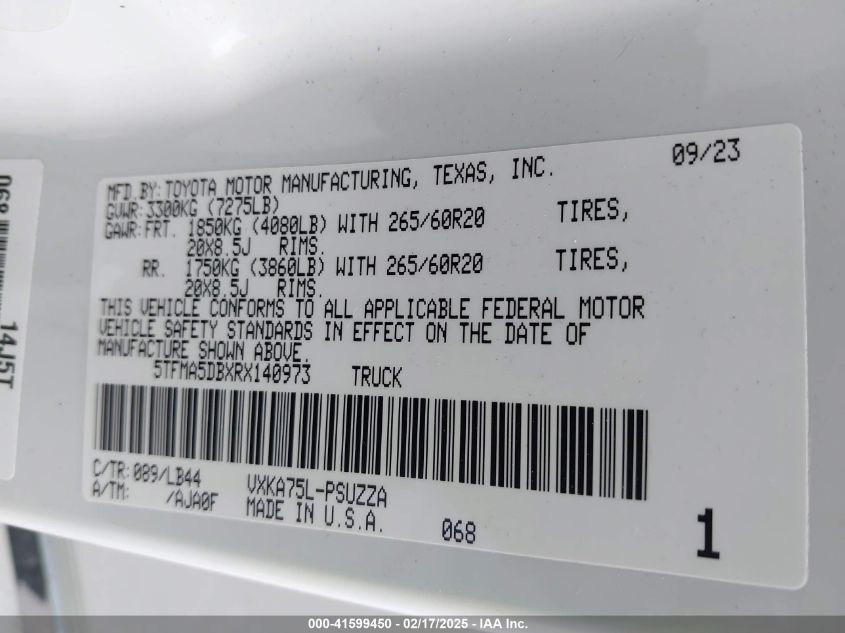 09/23
MFD. BY: TOYOTA MOTOR MANUFACTURING, TEXAS, INC.
GVWR: 3300KG (7275LB)
GAWR: FRT. 1850KG (4080LB) WITH 265/60R20 TIRES,
20X8.5J RIMS.
RR. 1750KG (3860LB) WITH 265/60R20 TIRES,
20X8.5J RIMS.
THIS VEHICLE CONFORMS TO ALL APPLICABLE FEDERAL MOTOR
VEHICLE SAFETY STANDARDS IN EFFECT ON THE DATE OF
MANUFACTURE SHOWN ABOVE.
5TFMA5DBXRX140973 TRUCK
C/TR: 089/LB44 VXKA75L-PSUZZA
A/TM: /AJA0F MADE IN U.S.A.
068 1
068
14J5T
000-41599450 - 02/17/2025 - IAA Inc.